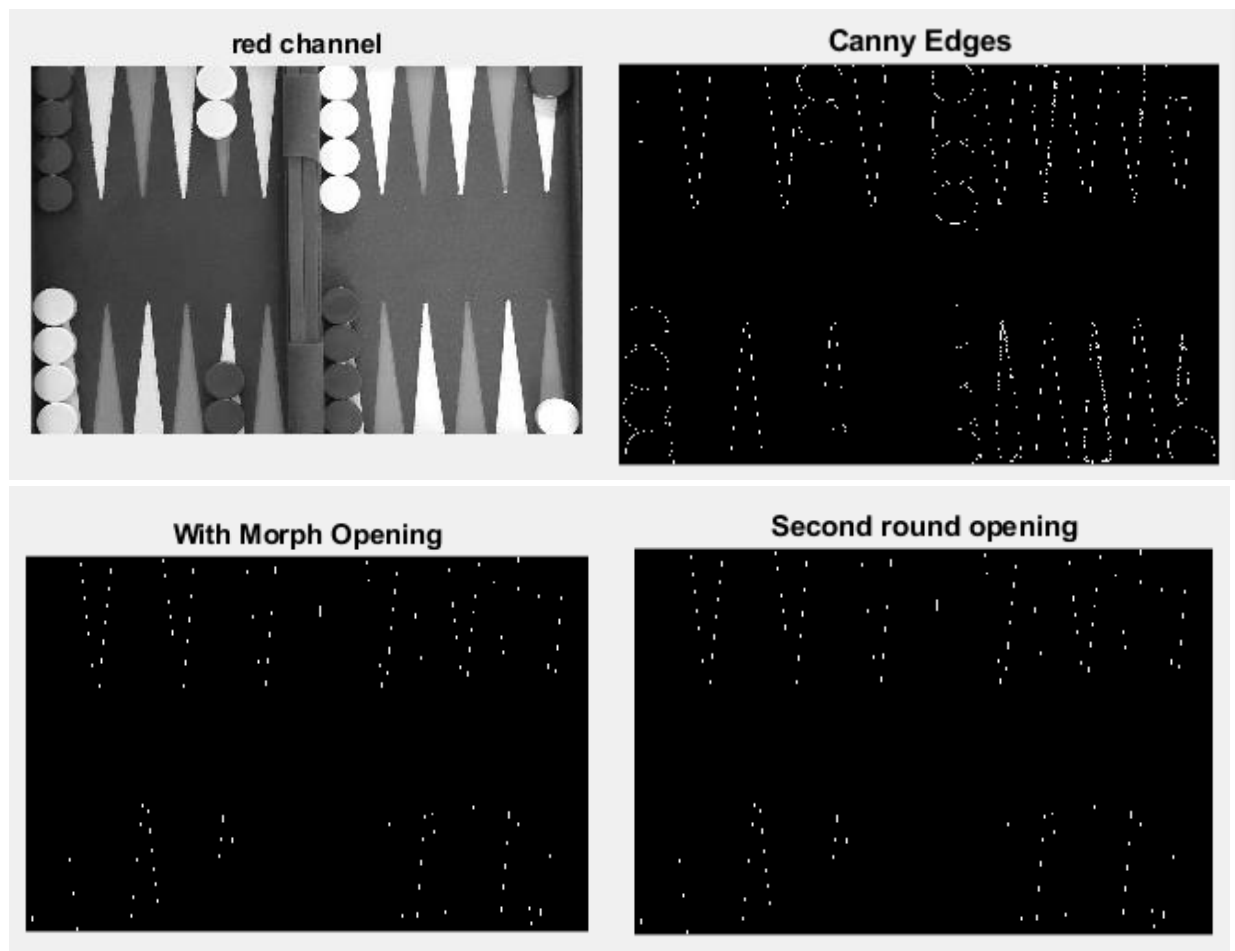 red channel
Canny Edges
With Morph Opening
Second round opening